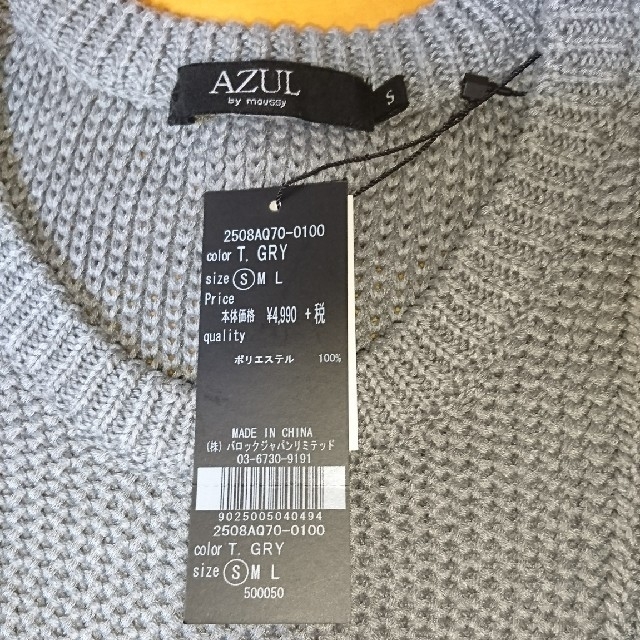 AZUL
by moussy
S
2508AQ70-0100
color T. GRY
size S M L
Price
本体価格 ¥4,990 +税
quality
ポリエステル 100%
MADE IN CHINA
(株) バロックジャパンリミテッド
03-6730-9191
9025005040494
2508AQ70-0100
color T. GRY
size S M L
500050